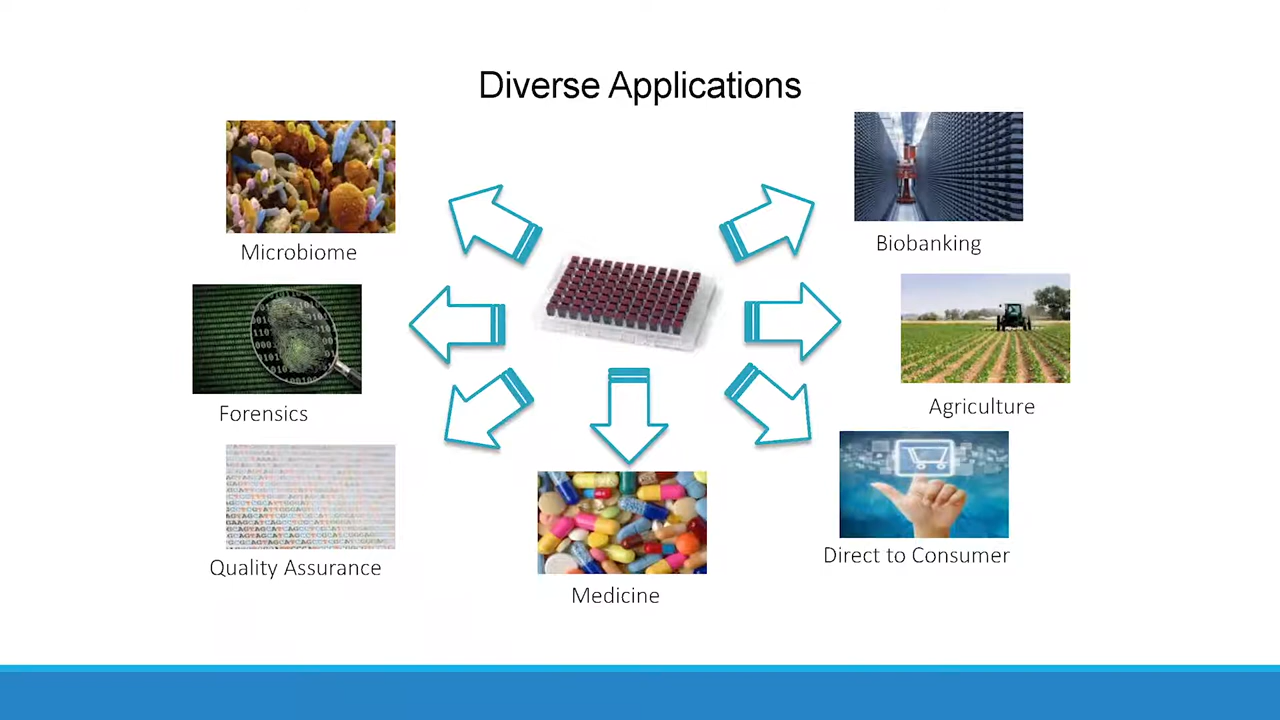 Diverse Applications
Microbiome
Biobanking
Forensics
Agriculture
Quality Assurance
Direct to Consumer
Medicine